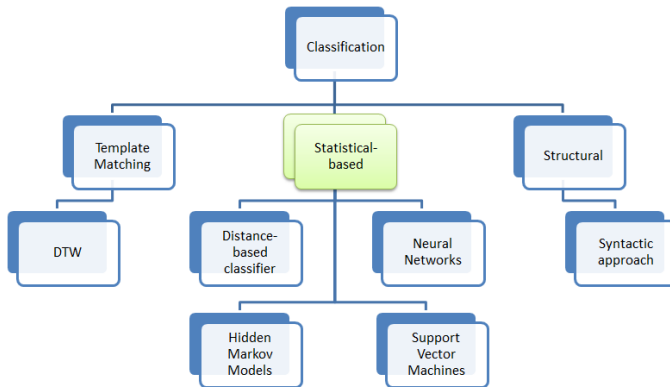 Classification
Template
Matching
Statistical-
based
Structural
DTW
Distance-
based
classifier
Neural
Networks
Syntactic
approach
Hidden
Markov
Models
Support
Vector
Machines